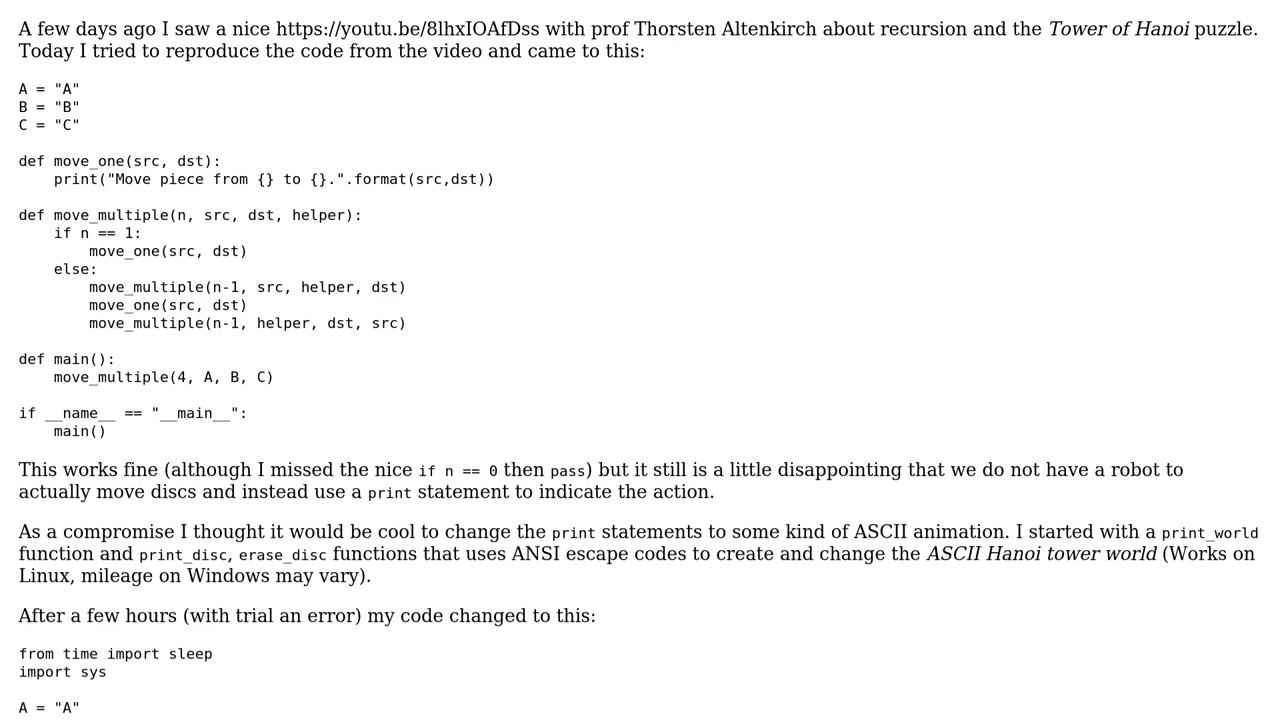 A few days ago I saw a nice https://youtu.be/8lhxIOAfDss with prof Thorsten Altenkirch about recursion and the Tower of Hanoi puzzle.
Today I tried to reproduce the code from the video and came to this:
A = "A"
B = "B"
C = "C"
def move_one(src, dst):
    print("Move piece from {} to {}.".format(src,dst))
def move_multiple(n, src, dst, helper):
    if n == 1:
        move_one(src, dst)
    else:
        move_multiple(n-1, src, helper, dst)
        move_one(src, dst)
        move_multiple(n-1, helper, dst, src)
def main():
    move_multiple(4, A, B, C)
if __name__ == "__main__":
    main()
This works fine (although I missed the nice if n == 0 then pass) but it still is a little disappointing that we do not have a robot to
actually move discs and instead use a print statement to indicate the action.
As a compromise I thought it would be cool to change the print statements to some kind of ASCII animation. I started with a print_world
function and print_disc, erase_disc functions that uses ANSI escape codes to create and change the ASCII Hanoi tower world (Works on
Linux, mileage on Windows may vary).
After a few hours (with trial an error) my code changed to this:
from time import sleep
import sys
A = "A"